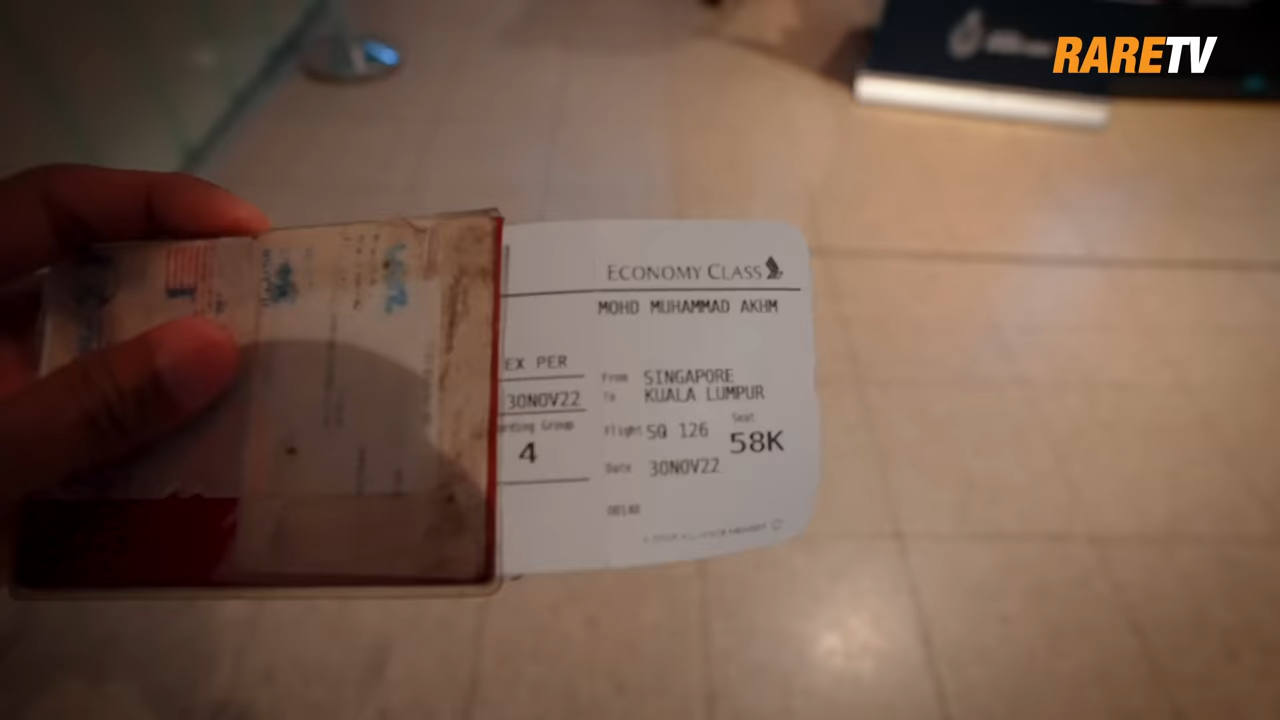 RARETV
ECONOMY CLASS
MOHD MUHAMMAD AKHM
EX PER
30NOV22
Group
4
From SINGAPORE
To KUALA LUMPUR
Flight SQ 126
Seat
58K
Date 30NOV22